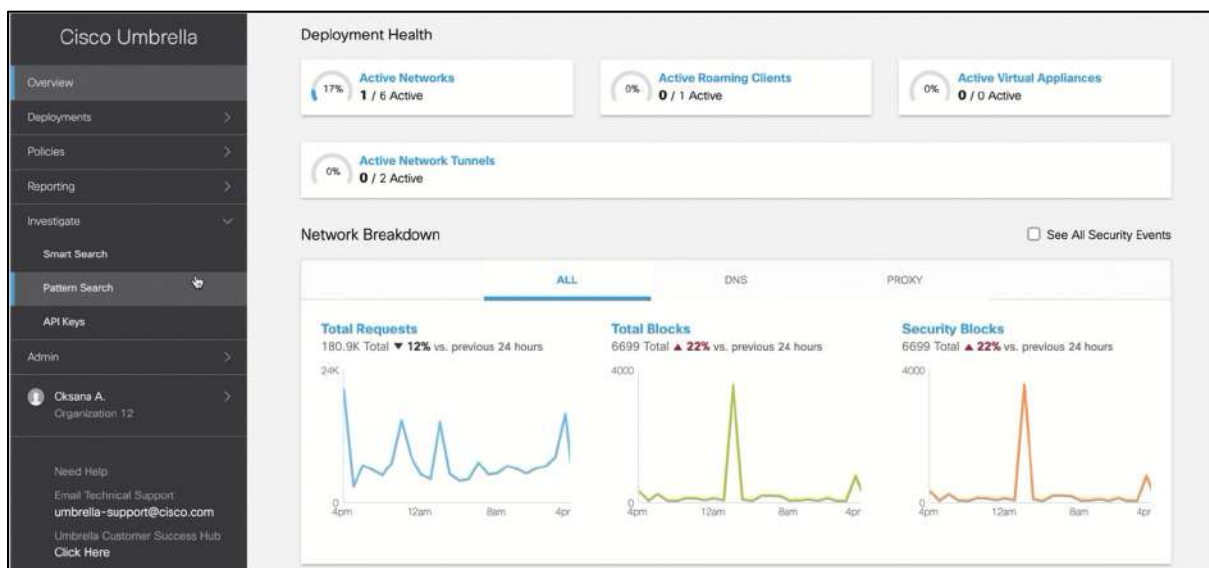 Cisco Umbrella
Overview
Deployments
Policies
Reporting
Investigate
Smart Search
Pattern Search
API Keys
Admin
Oksana A.
Organization 12
Need Help
Email Technical Support
umbrella-support@cisco.com
Umbrella Customer Success Hub
Click Here
Deployment Health
17%
Active Networks
1 / 6 Active
0%
Active Roaming Clients
0 / 1 Active
0%
Active Virtual Appliances
0 / 0 Active
0%
Active Network Tunnels
0 / 2 Active
Network Breakdown
See All Security Events
ALL DNS PROXY
Total Requests
180.9K Total ▼ 12% vs. previous 24 hours
24K
0
4pm 12am 8am 4pr
Total Blocks
6699 Total ▲ 22% vs. previous 24 hours
4000
0
4pm 12am 8am 4pr
Security Blocks
6699 Total ▲ 22% vs. previous 24 hours
4000
0
4pm 12am 8am 4pr